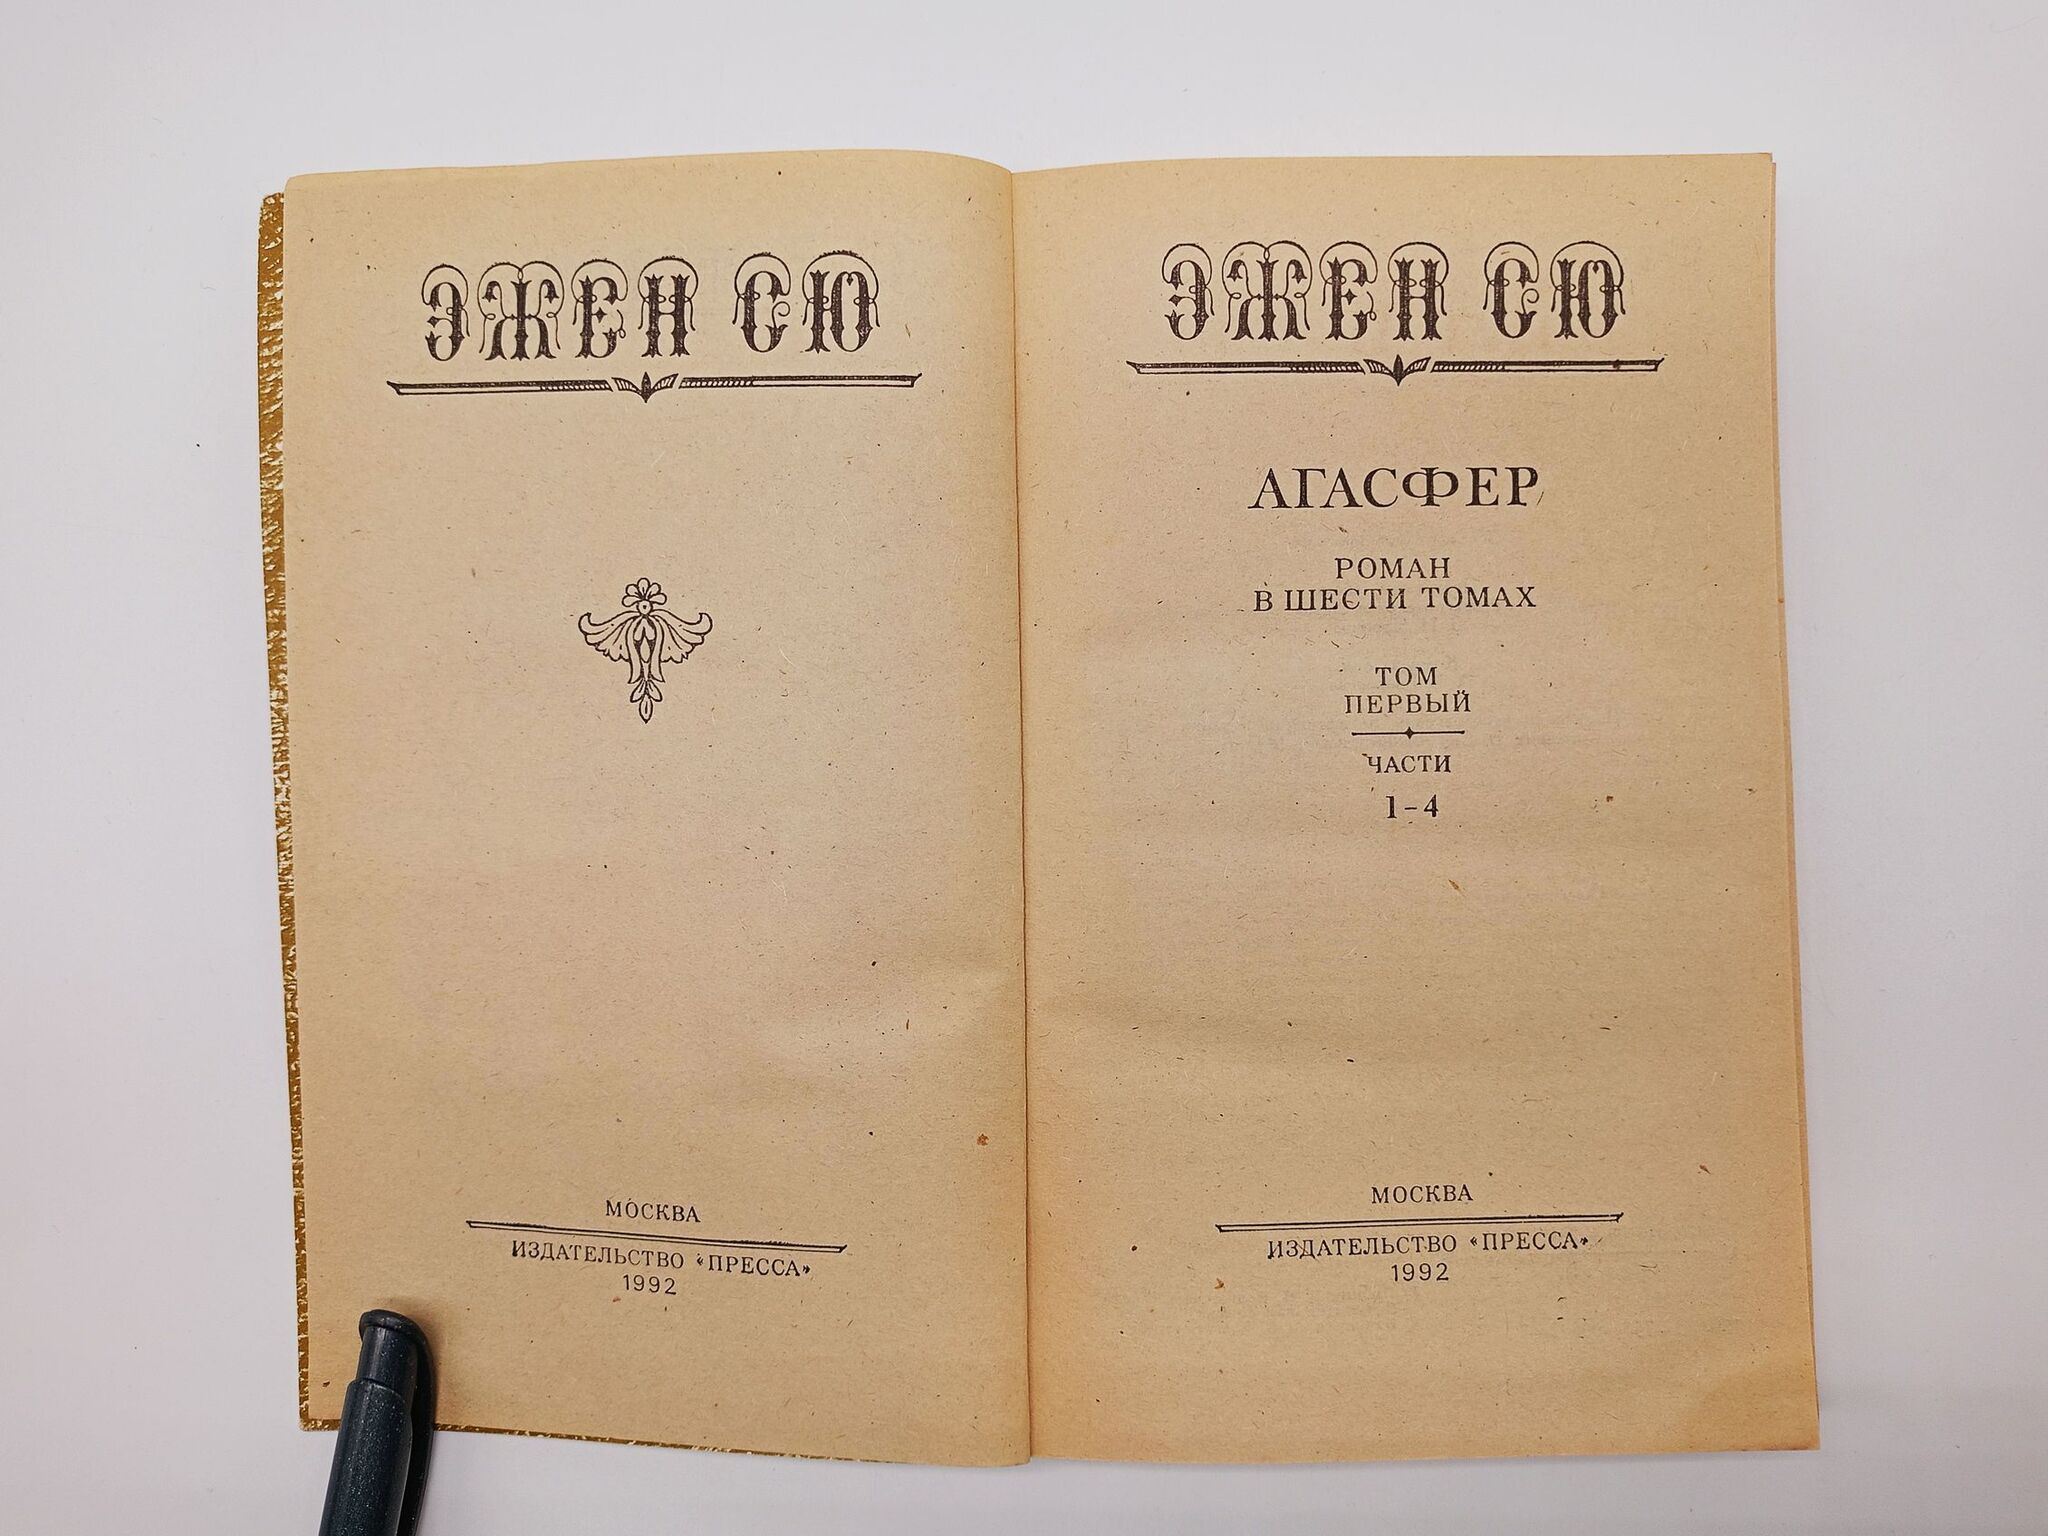 ЭЖЕН СЮ
МОСКВА
ИЗДАТЕЛЬСТВО «ПРЕССА»
1992
ЭЖЕН СЮ
АГАСФЕР
РОМАН
В ШЕСТИ ТОМАХ
ТОМ
ПЕРВЫЙ
ЧАСТИ
1-4
МОСКВА
ИЗДАТЕЛЬСТВО «ПРЕССА»
1992